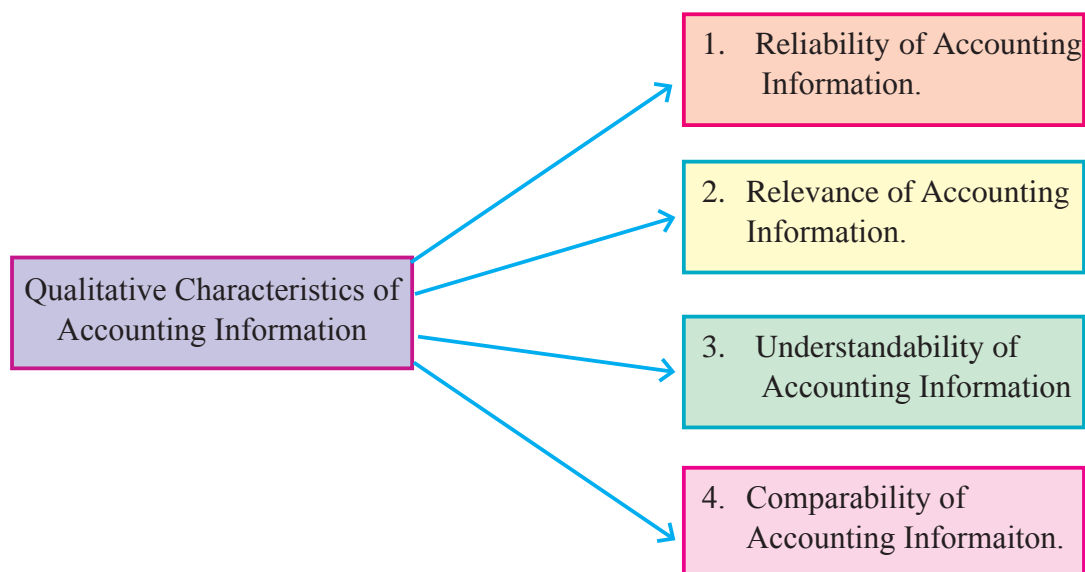 Qualitative Characteristics of
Accounting Information
1. Reliability of Accounting
Information.
2. Relevance of Accounting
Information.
3. Understandability of
Accounting Information
4. Comparability of
Accounting Informaiton.